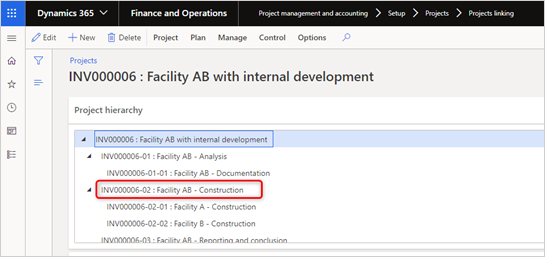 Dynamics 365 Finance and Operations Project management and accounting > Setup > Projects > Projects linking
Edit + New Delete Project Plan Manage Control Options
Projects
INV000006 : Facility AB with internal development
Project hierarchy
INV000006 : Facility AB with internal development
INV000006-01 : Facility AB - Analysis
INV000006-01-01 : Facility AB - Documentation
INV000006-02 : Facility AB - Construction
INV000006-02-01 : Facility A - Construction
INV000006-02-02 : Facility B - Construction
INV000006-03 : Facility AB - Reporting and conclusion